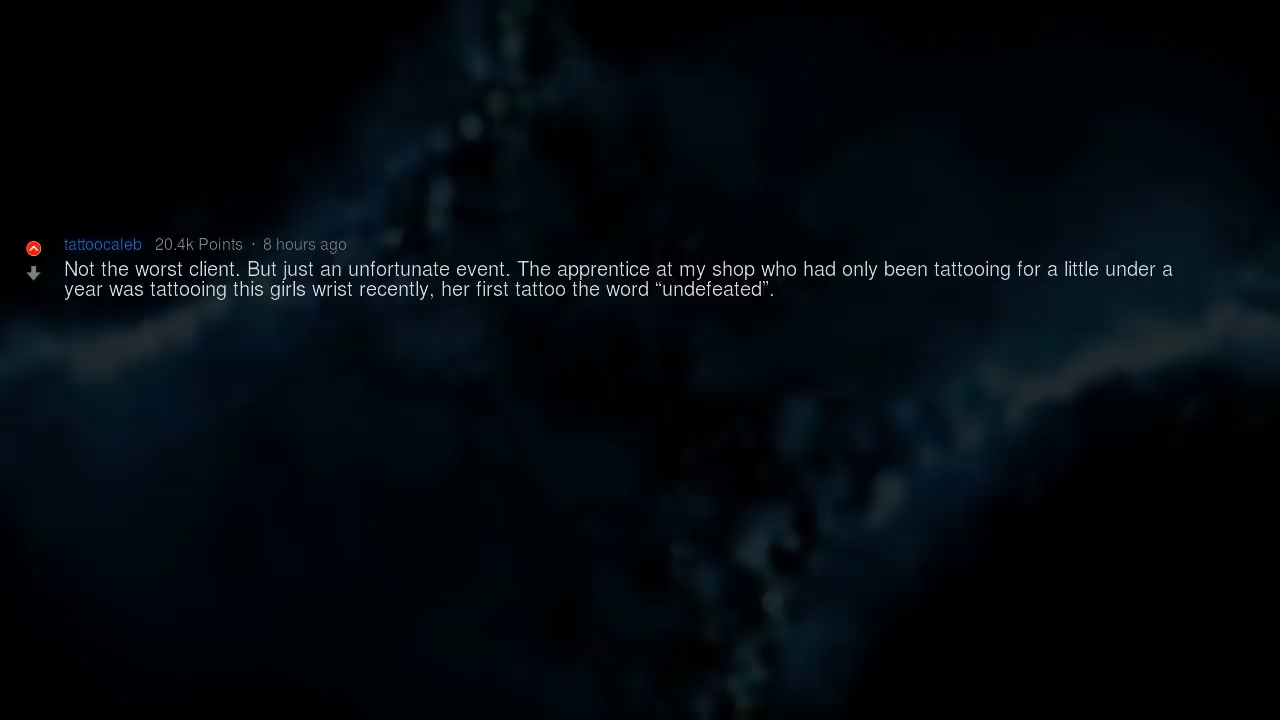 tattoocaleb 20.4k Points · 8 hours ago
Not the worst client. But just an unfortunate event. The apprentice at my shop who had only been tattooing for a little under a
year was tattooing this girls wrist recently, her first tattoo the word “undefeated”.